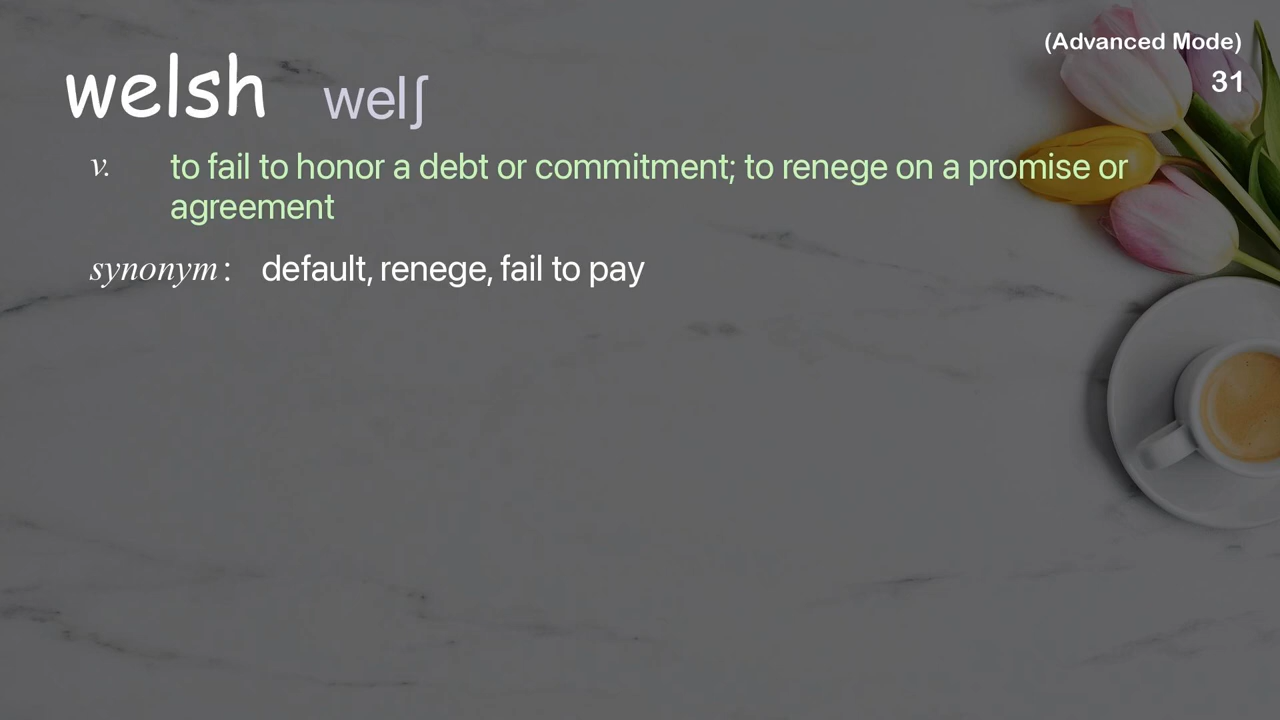 (Advanced Mode)
31
welsh welʃ
v. to fail to honor a debt or commitment; to renege on a promise or
agreement
synonym: default, renege, fail to pay